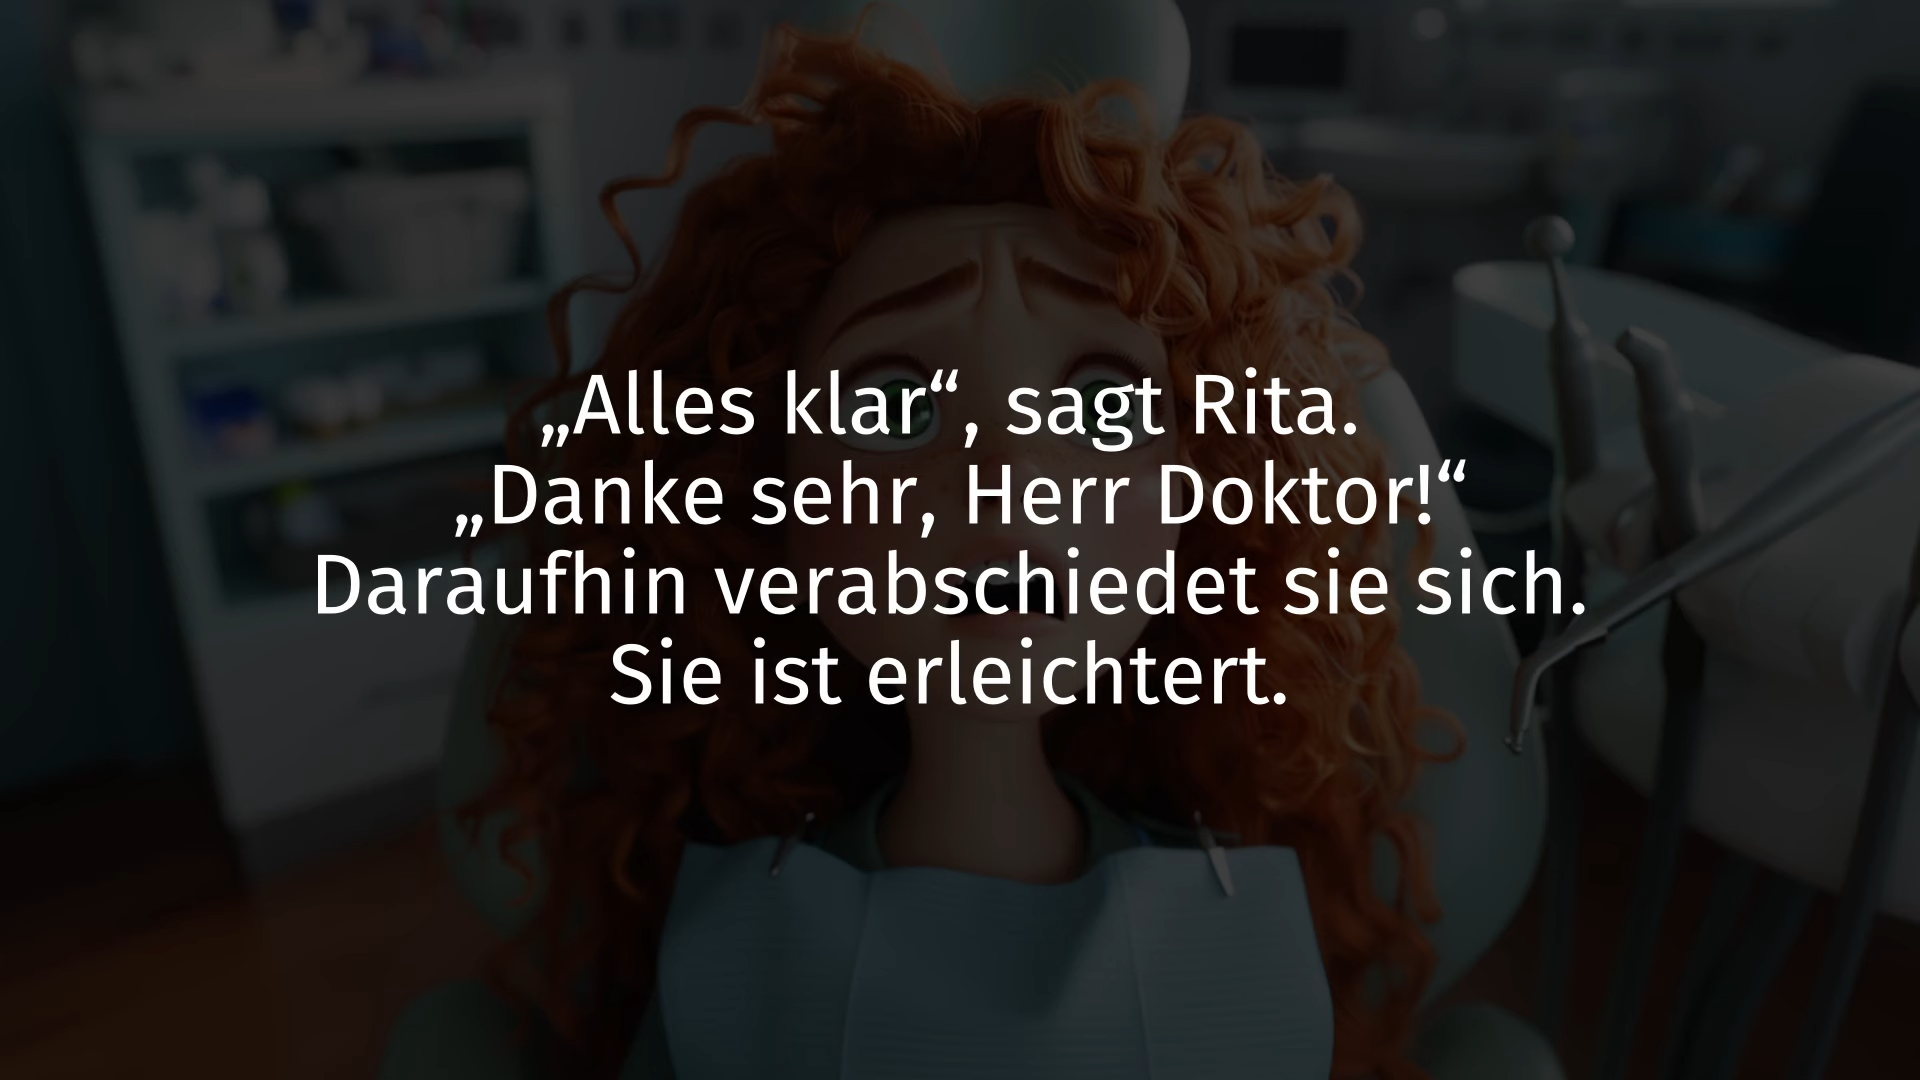 „Alles klar“, sagt Rita.
„Danke sehr, Herr Doktor!“
Daraufhin verabschiedet sie sich.
Sie ist erleichtert.